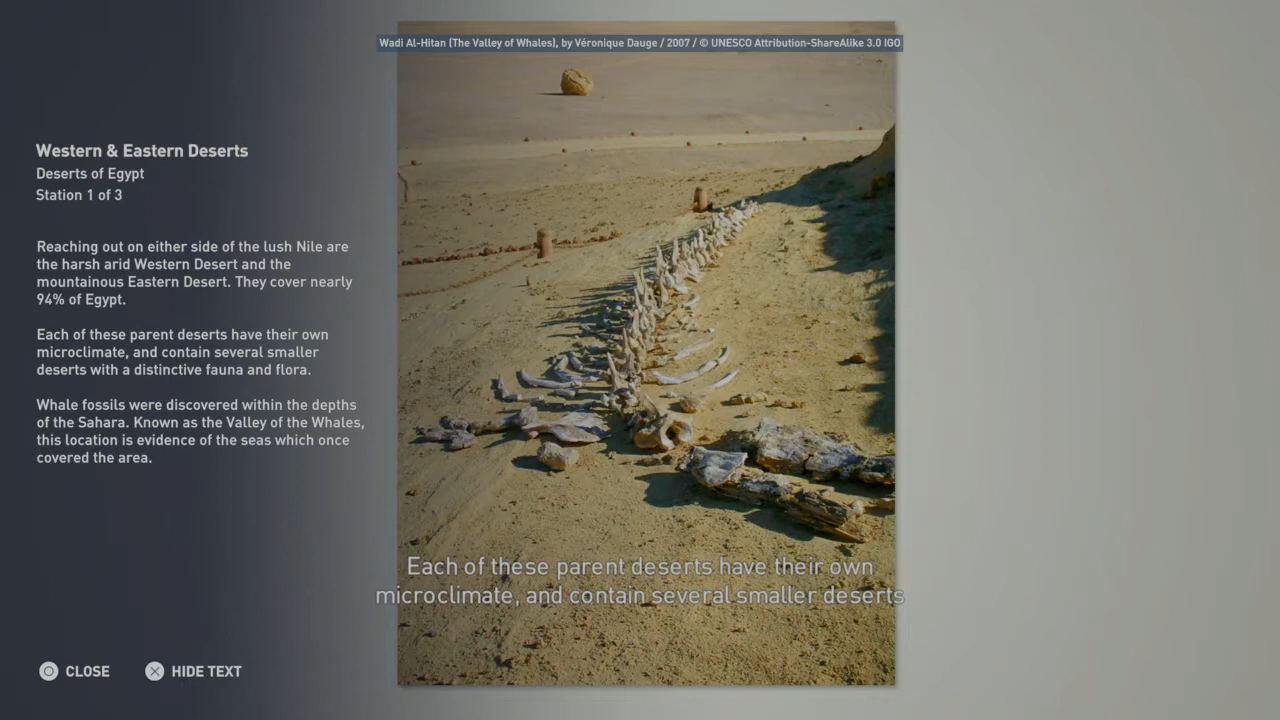 Wadi Al-Hitan (The Valley of Whales), by Véronique Dauge / 2007 / © UNESCO Attribution-ShareAlike 3.0 IGO
Western & Eastern Deserts
Deserts of Egypt
Station 1 of 3
Reaching out on either side of the lush Nile are
the harsh arid Western Desert and the
mountainous Eastern Desert. They cover nearly
94% of Egypt.
Each of these parent deserts have their own
microclimate, and contain several smaller
deserts with a distinctive fauna and flora.
Whale fossils were discovered within the depths
of the Sahara. Known as the Valley of the Whales,
this location is evidence of the seas which once
covered the area.
Each of these parent deserts have their own
microclimate, and contain several smaller deserts
CLOSE
HIDE TEXT